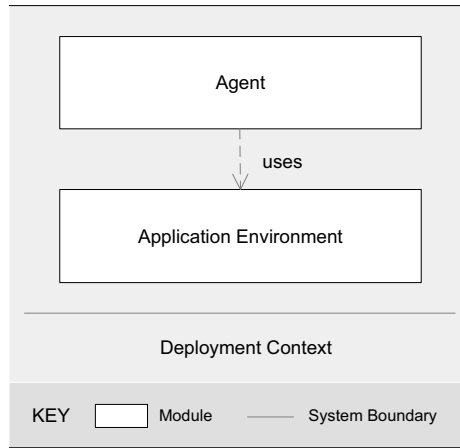 Agent
uses
Application Environment
Deployment Context
KEY Module System Boundary